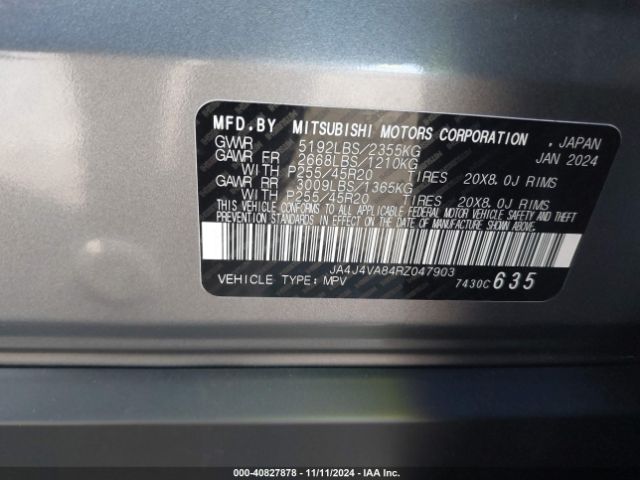 MFD.BY MITSUBISHI MOTORS CORPORATION , JAPAN
GVWR 5192LBS/2355KG JAN 2024
GAWR FR 2668LBS/1210KG
WITH P255/45R20 TIRES 20X8.0J RIMS
GAWR RR 3009LBS/1365KG
WITH P255/45R20 TIRES 20X8.0J RIMS
THIS VEHICLE CONFORMS TO ALL APPLICABLE FEDERAL MOTOR VEHICLE SAFETY AND THEFT
PREVENTION STANDARDS IN EFFECT ON THE DATE OF MANUFACTURE SHOWN ABOVE.
JA4J4VA84RZ047903
VEHICLE TYPE: MPV 7430C 635
© - 40827878 - 11/11/2024 - IAA Inc.